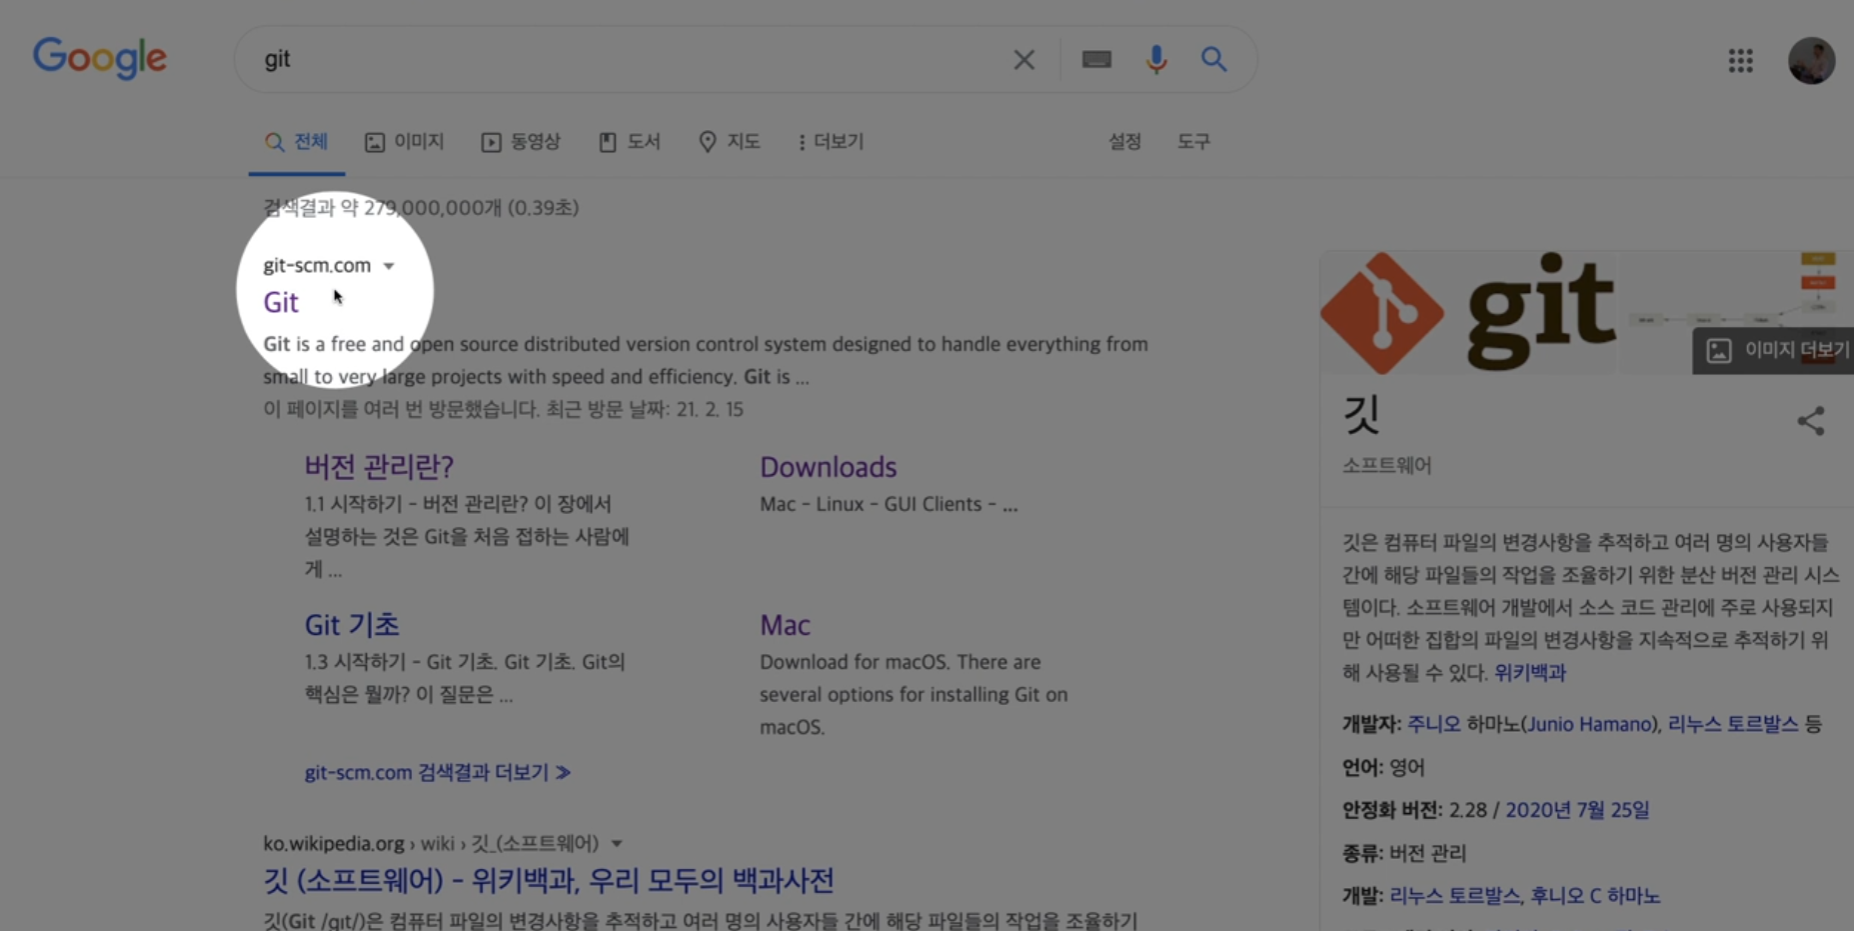 Google
git
전체
이미지
동영상
도서
지도
더보기
설정
도구
검색결과 약 279,000,000개 (0.39초)
git-scm.com
Git
Git is a free and open source distributed version control system designed to handle everything from
small to very large projects with speed and efficiency. Git is ...
이 페이지를 여러 번 방문했습니다. 최근 방문 날짜: 21. 2. 15
버전 관리란?
1.1 시작하기 - 버전 관리란? 이 장에서
설명하는 것은 Git을 처음 접하는 사람에
게 ...
Downloads
Mac - Linux - GUI Clients - ...
Git 기초
1.3 시작하기 - Git 기초. Git 기초. Git의
핵심은 뭘까? 이 질문은 ...
Mac
Download for macOS. There are
several options for installing Git on
macOS.
git-scm.com 검색결과 더보기 ≫
ko.wikipedia.org › wiki › 깃_(소프트웨어)
깃 (소프트웨어) - 위키백과, 우리 모두의 백과사전
깃(Git /ɡɪt/)은 컴퓨터 파일의 변경사항을 추적하고 여러 명의 사용자들 간에 해당 파일들의 작업을 조율하기
git
이미지 더보기
깃
소프트웨어
깃은 컴퓨터 파일의 변경사항을 추적하고 여러 명의 사용자들
간에 해당 파일들의 작업을 조율하기 위한 분산 버전 관리 시스
템이다. 소프트웨어 개발에서 소스 코드 관리에 주로 사용되지
만 어떠한 집합의 파일의 변경사항을 지속적으로 추적하기 위
해 사용될 수 있다. 위키백과
개발자: 주니오 하마노(Junio Hamano), 리누스 토르발스 등
언어: 영어
안정화 버전: 2.28 / 2020년 7월 25일
종류: 버전 관리
개발: 리누스 토르발스, 후니오 C 하마노